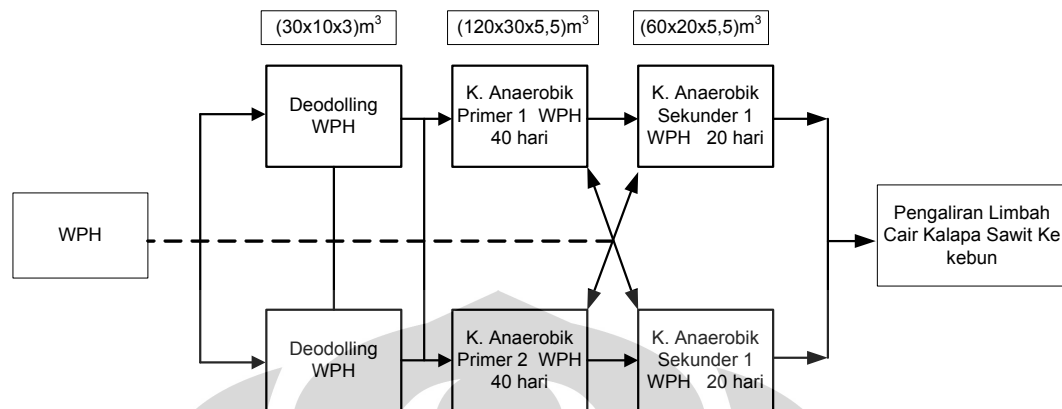 (30x10x3)m³
(120x30x5,5)m³
(60x20x5,5)m³
Deodolling
WPH
K. Anaerobik
Primer 1 WPH
40 hari
K. Anaerobik
Sekunder 1
WPH 20 hari
WPH
Pengaliran Limbah
Cair Kalapa Sawit Ke
kebun
Deodolling
WPH
K. Anaerobik
Primer 2 WPH
40 hari
K. Anaerobik
Sekunder 1
WPH 20 hari